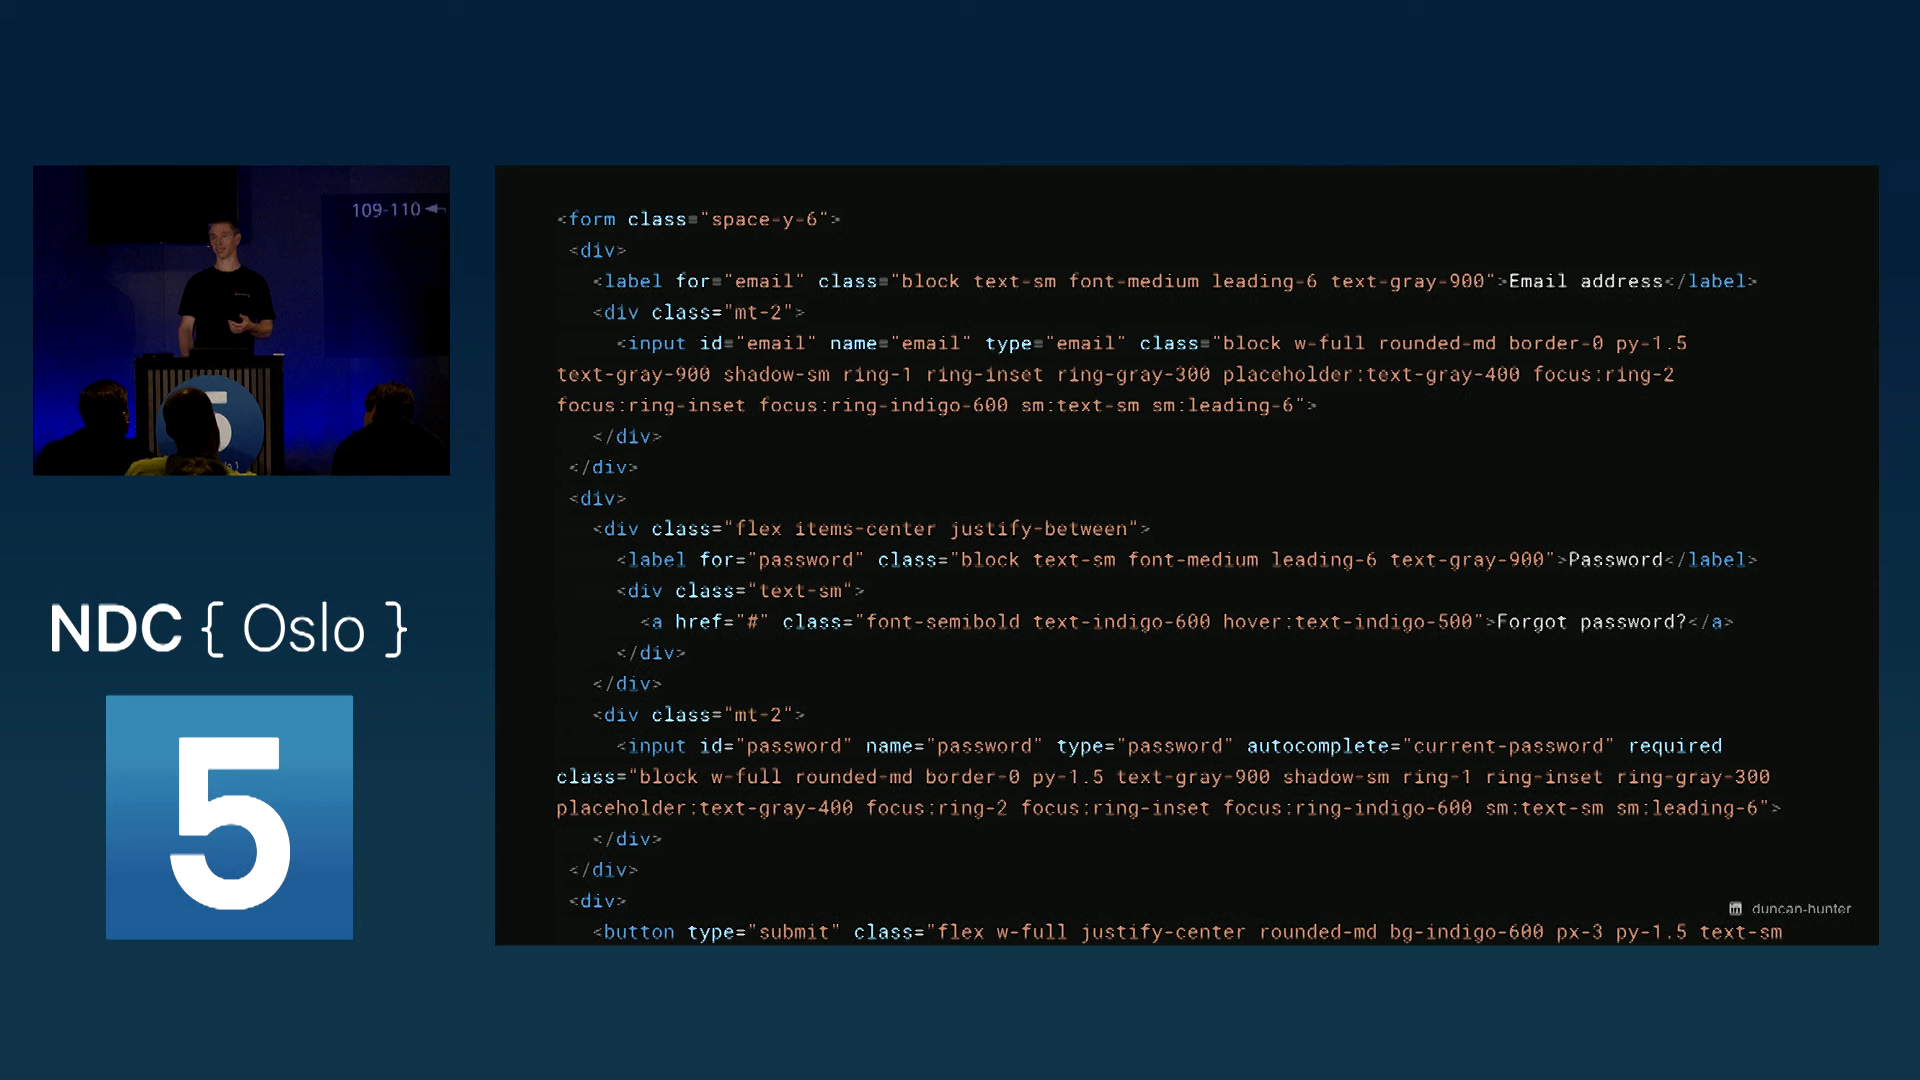 109-110
5
NDC { Oslo }
5
<form class="space-y-6">
<div>
<label for="email" class="block text-sm font-medium leading-6 text-gray-900">Email address</label>
<div class="mt-2">
<input id="email" name="email" type="email" class="block w-full rounded-md border-0 py-1.5
text-gray-900 shadow-sm ring-1 ring-inset ring-gray-300 placeholder:text-gray-400 focus:ring-2
focus:ring-inset focus:ring-indigo-600 sm:text-sm sm:leading-6">
</div>
</div>
<div>
<div class="flex items-center justify-between">
<label for="password" class="block text-sm font-medium leading-6 text-gray-900">Password</label>
<div class="text-sm">
<a href="#" class="font-semibold text-indigo-600 hover:text-indigo-500">Forgot password?</a>
</div>
</div>
<div class="mt-2">
<input id="password" name="password" type="password" autocomplete="current-password" required
class="block w-full rounded-md border-0 py-1.5 text-gray-900 shadow-sm ring-1 ring-inset ring-gray-300
placeholder:text-gray-400 focus:ring-2 focus:ring-inset focus:ring-indigo-600 sm:text-sm sm:leading-6">
</div>
</div>
<div>
<button type="submit" class="flex w-full justify-center rounded-md bg-indigo-600 px-3 py-1.5 text-sm
in duncan-hunter